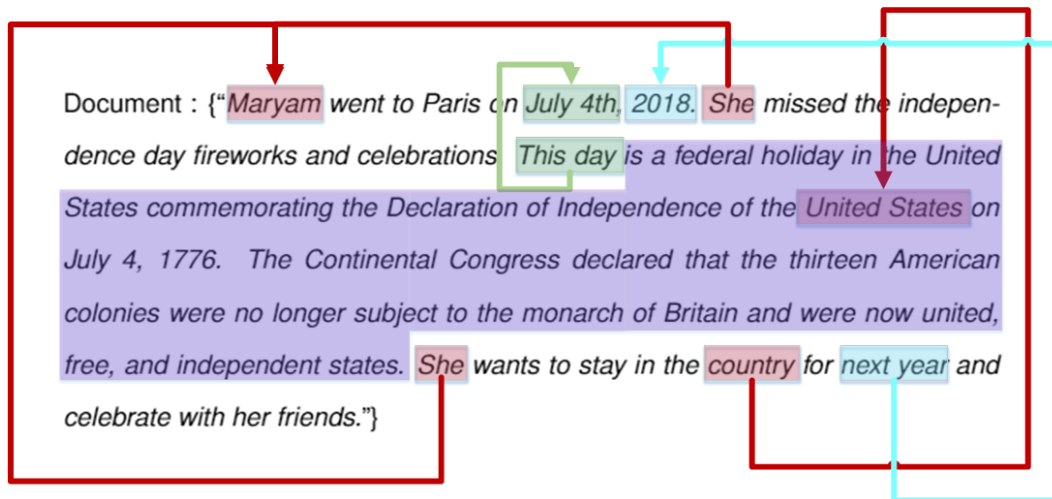 Document : {“Maryam went to Paris on July 4th, 2018. She missed the indepen-
dence day fireworks and celebrations. This day is a federal holiday in the United
States commemorating the Declaration of Independence of the United States on
July 4, 1776. The Continental Congress declared that the thirteen American
colonies were no longer subject to the monarch of Britain and were now united,
free, and independent states. She wants to stay in the country for next year and
celebrate with her friends.”}